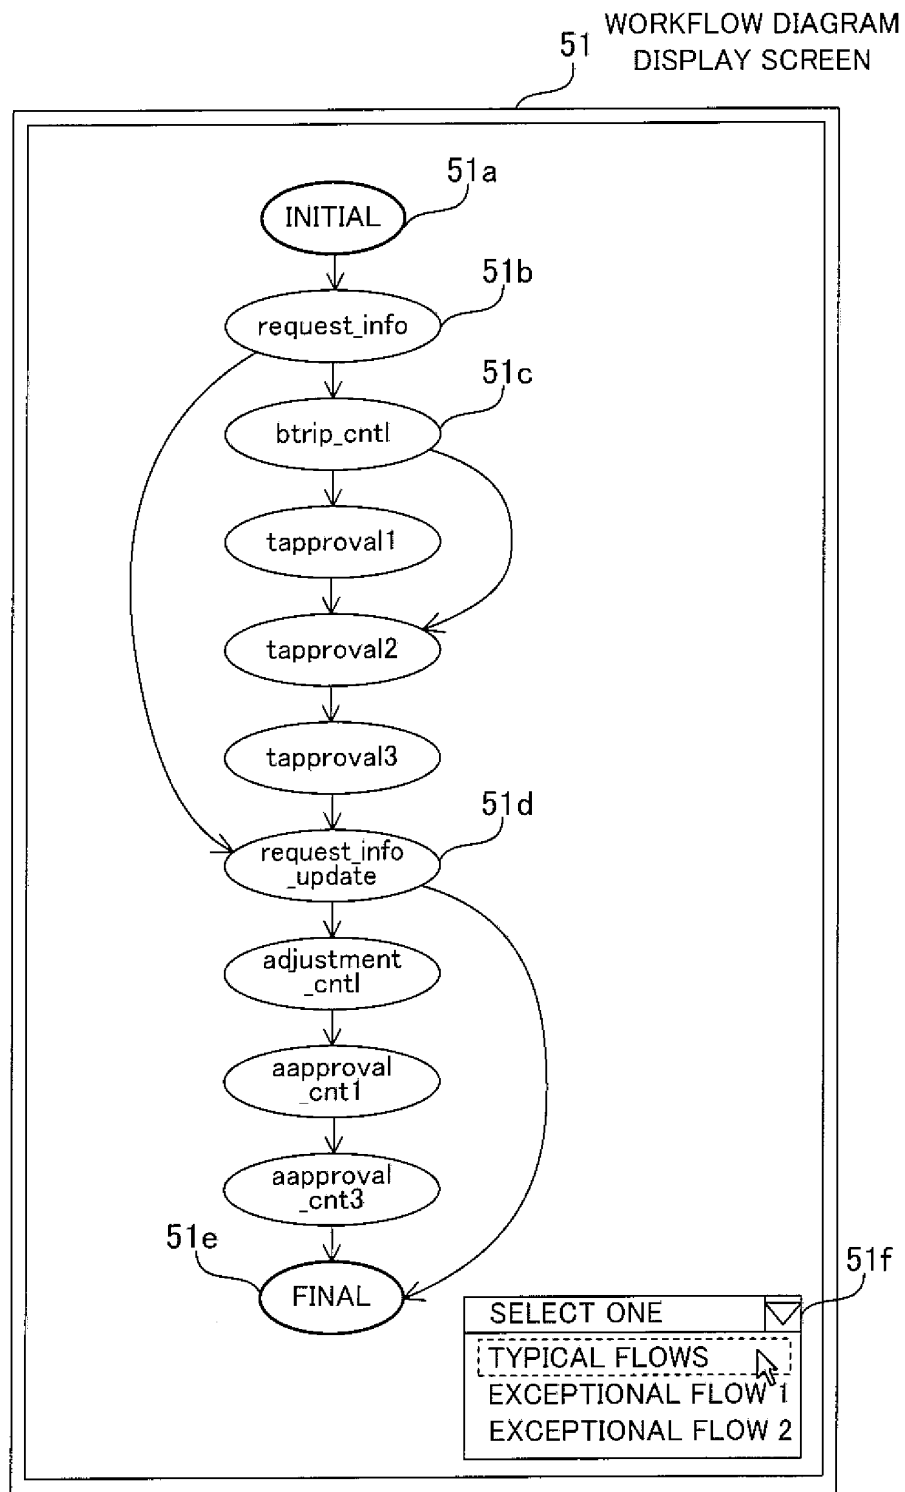 WORKFLOW DIAGRAM
DISPLAY SCREEN
51
51a
INITIAL
51b
request_info
51c
btrip_cntl
tapproval1
tapproval2
tapproval3
51d
request_info
_update
adjustment
_cntl
aapproval
_cnt1
aapproval
_cnt3
51e
FINAL
51f
SELECT ONE
TYPICAL FLOWS
EXCEPTIONAL FLOW 1
EXCEPTIONAL FLOW 2